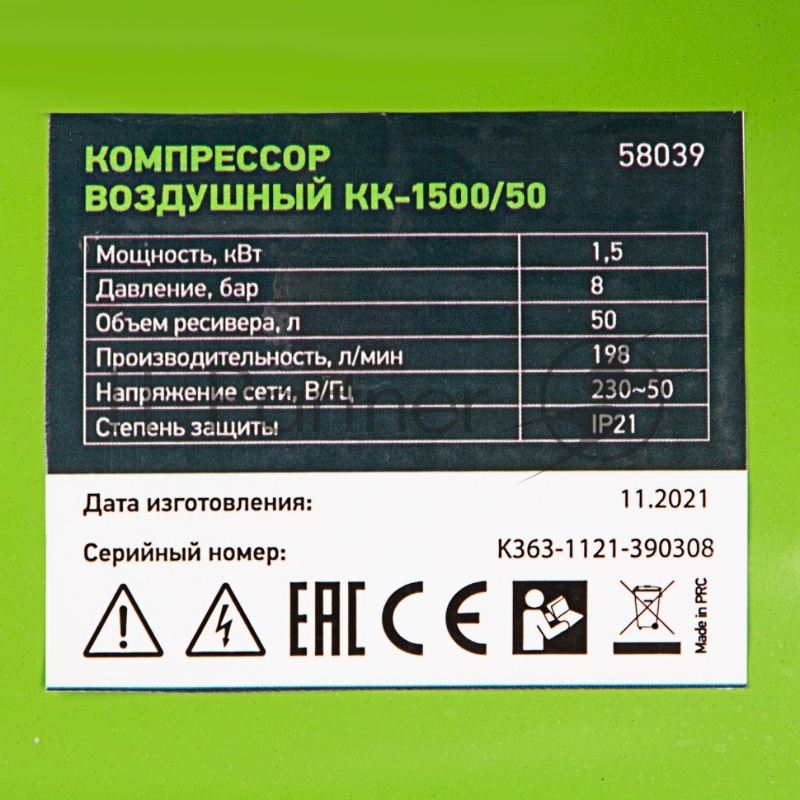 КОМПРЕССОР 58039
ВОЗДУШНЫЙ КК-1500/50
Мощность, кВт 1,5
Давление, бар 8
Объем ресивера, л 50
Производительность, л/мин 198
Напряжение сети, В/Гц 230~50
Степень защиты IP21
Дата изготовления: 11.2021
Серийный номер: K363-1121-390308
EAC CE
Made in PRC